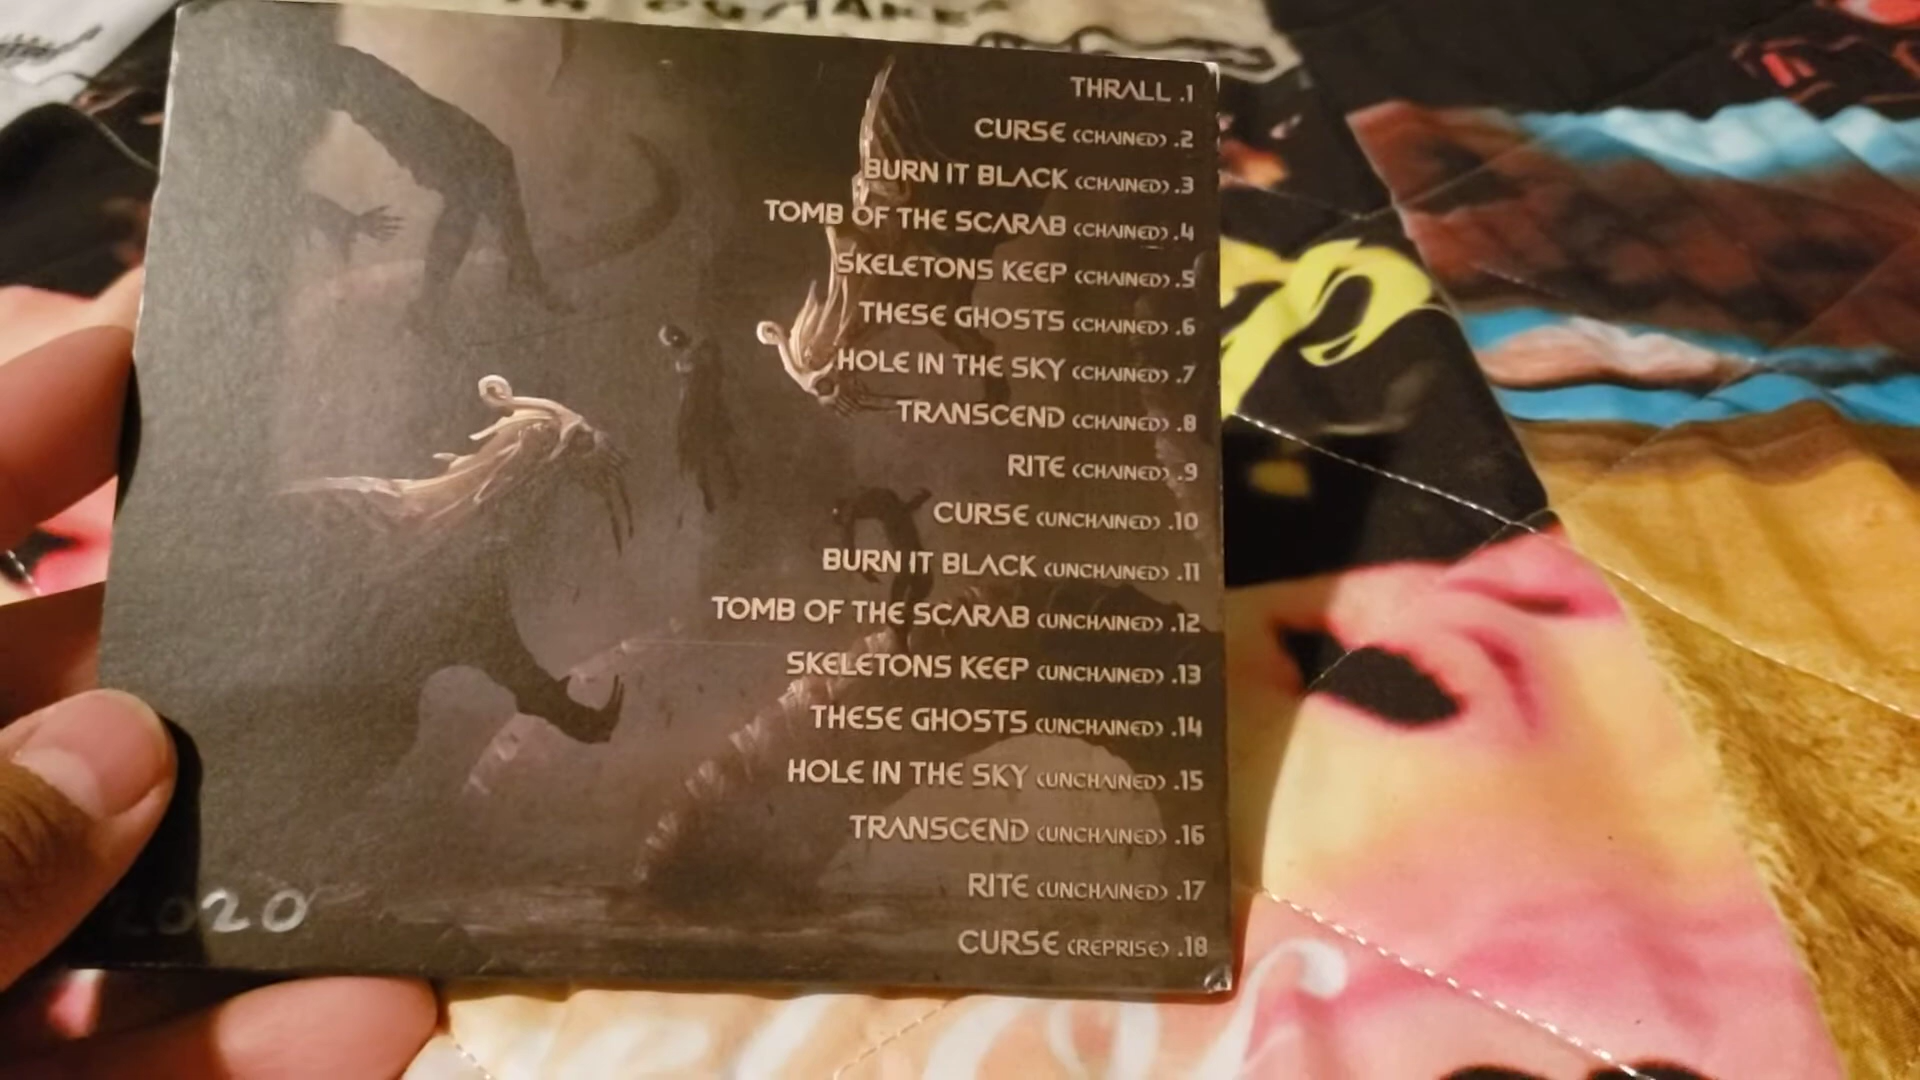 THRALL .1
CURSE (CHAINED) .2
BURN IT BLACK (CHAINED) .3
TOMB OF THE SCARAB (CHAINED) .4
SKELETONS KEEP (CHAINED) .5
THESE GHOSTS (CHAINED) .6
HOLE IN THE SKY (CHAINED) .7
TRANSCEND (CHAINED) .8
RITE (CHAINED) .9
CURSE (UNCHAINED) .10
BURN IT BLACK (UNCHAINED) .11
TOMB OF THE SCARAB (UNCHAINED) .12
SKELETONS KEEP (UNCHAINED) .13
THESE GHOSTS (UNCHAINED) .14
HOLE IN THE SKY (UNCHAINED) .15
TRANSCEND (UNCHAINED) .16
RITE (UNCHAINED) .17
2020
CURSE (REPRISE) .18